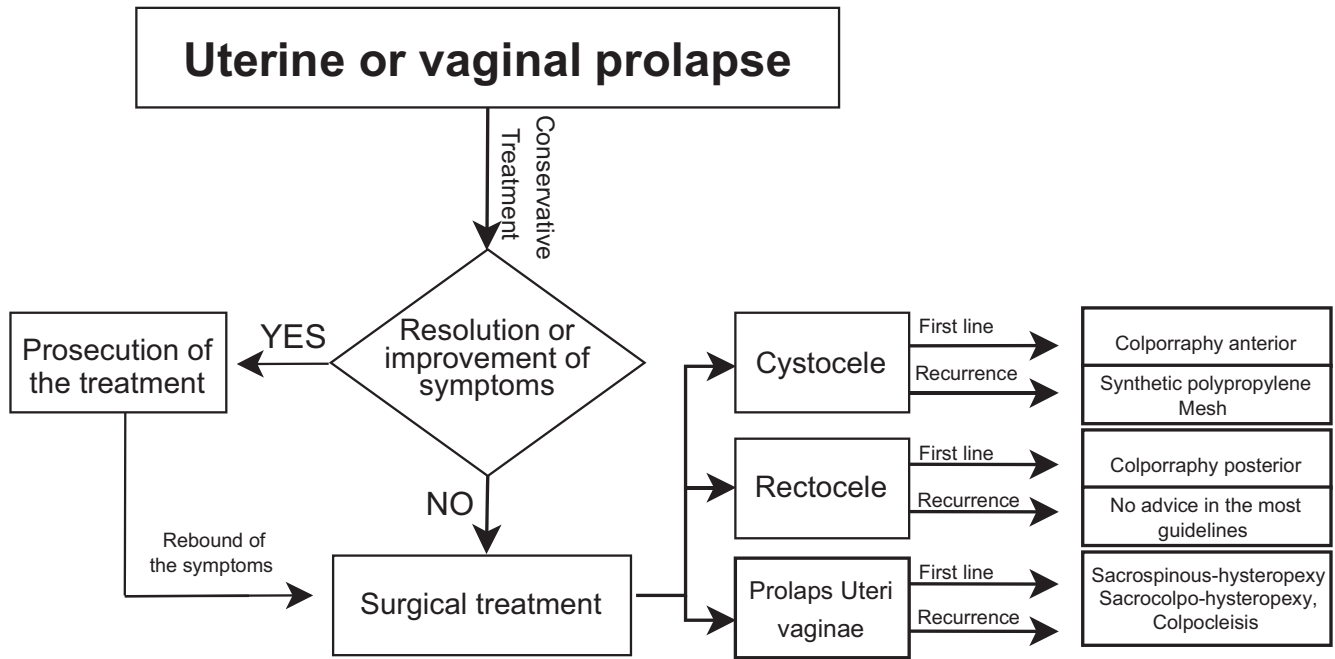 Uterine or vaginal prolapse
Conservative
Treatment
Resolution or
improvement of
symptoms
YES
Prosecution of
the treatment
NO
Rebound of
the symptoms
Surgical treatment
Cystocele
First line
Recurrence
Colporraphy anterior
Synthetic polypropylene
Mesh
Rectocele
First line
Recurrence
Colporraphy posterior
No advice in the most
guidelines
Prolaps Uteri
vaginae
First line
Recurrence
Sacrospinous-hysteropexy
Sacrocolpo-hysteropexy,
Colpocleisis